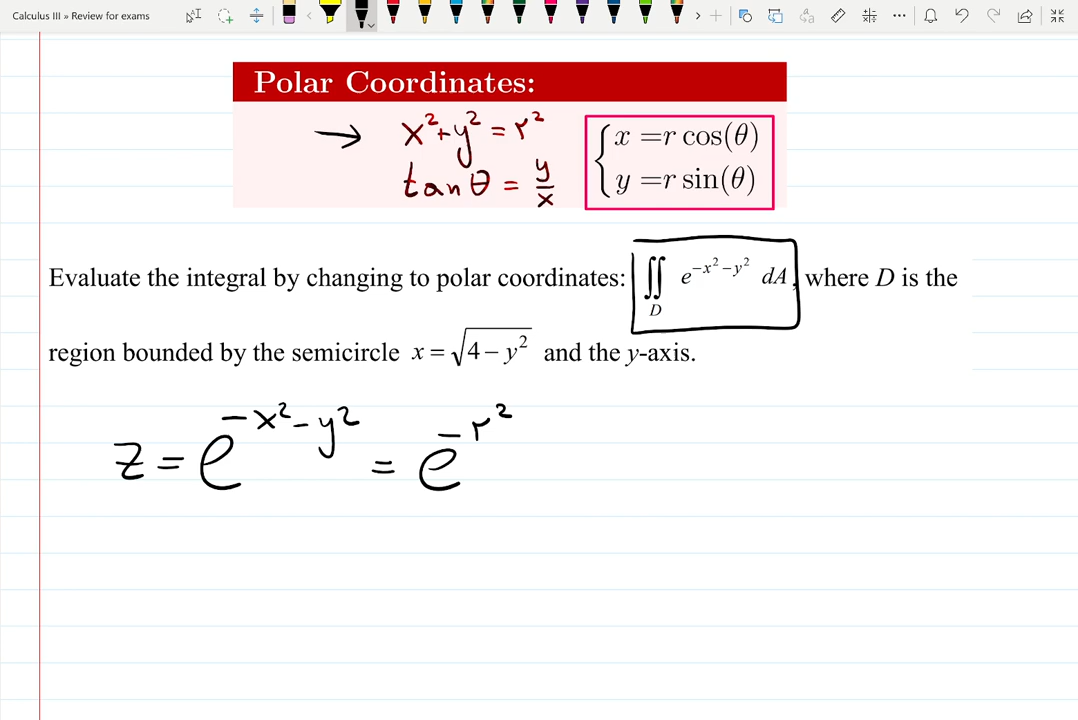 Calculus III » Review for exams
Polar Coordinates:
→ x²+y² = r²
tan θ = y/x
{ x = r cos(θ)
y = r sin(θ)
Evaluate the integral by changing to polar coordinates: ∬_D e^(−x²−y²) dA, where D is the
region bounded by the semicircle x = √(4 − y²) and the y-axis.
z = e^(−x²−y²) = e^(−r²)